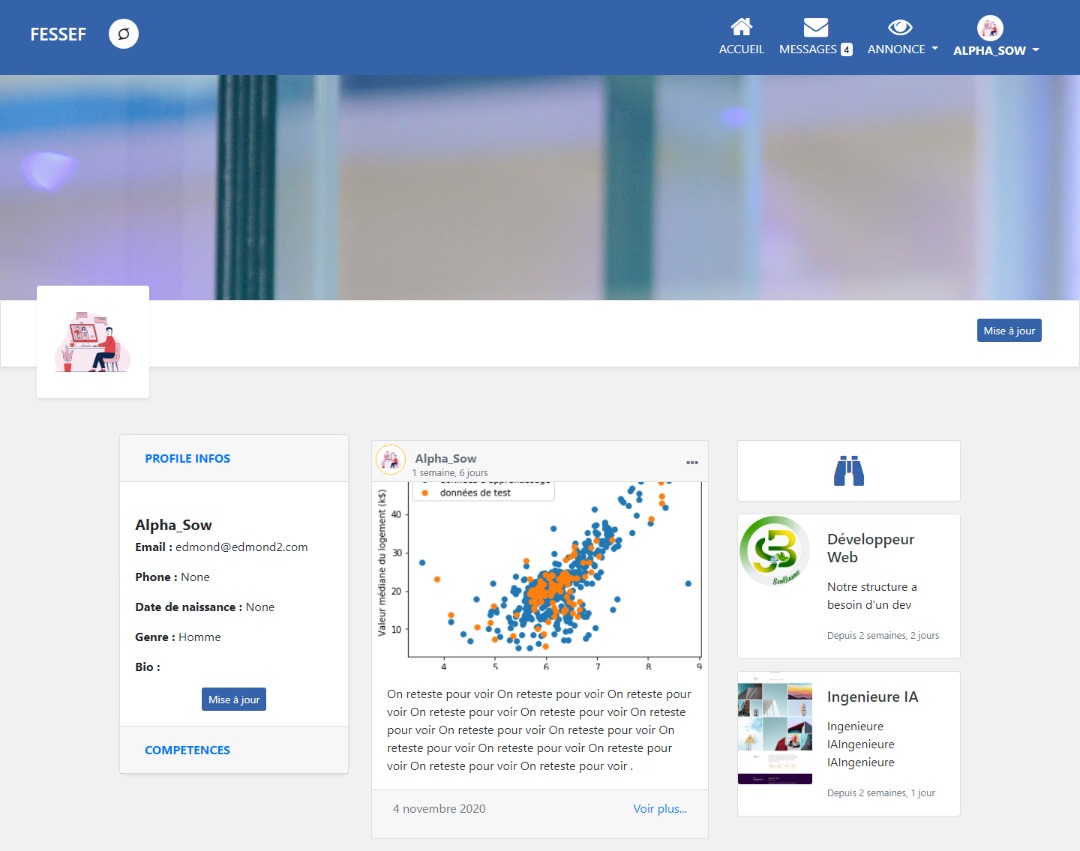 FESSEF
ACCUEIL
MESSAGES 4
ANNONCE
ALPHA_SOW
Mise à jour
PROFILE INFOS
Alpha_Sow
Email : edmond@edmond2.com
Phone : None
Date de naissance : None
Genre : Homme
Bio :
Mise à jour
COMPETENCES
Alpha_Sow
1 semaine, 6 jours
données d'apprentissage
données de test
Valeur médiane du logement (k$)
40
30
20
10
4 5 6 7 8 9
On reteste pour voir On reteste pour voir On reteste pour
voir On reteste pour voir On reteste pour voir On reteste
pour voir On reteste pour voir On reteste pour voir On
reteste pour voir On reteste pour voir On reteste pour
voir On reteste pour voir On reteste pour voir .
4 novembre 2020
Voir plus...
Développeur
Web
Notre structure a
besoin d'un dev
Depuis 2 semaines, 2 jours
Ingenieure IA
Ingenieure
IAIngenieure
IAIngenieure
Depuis 2 semaines, 1 jour